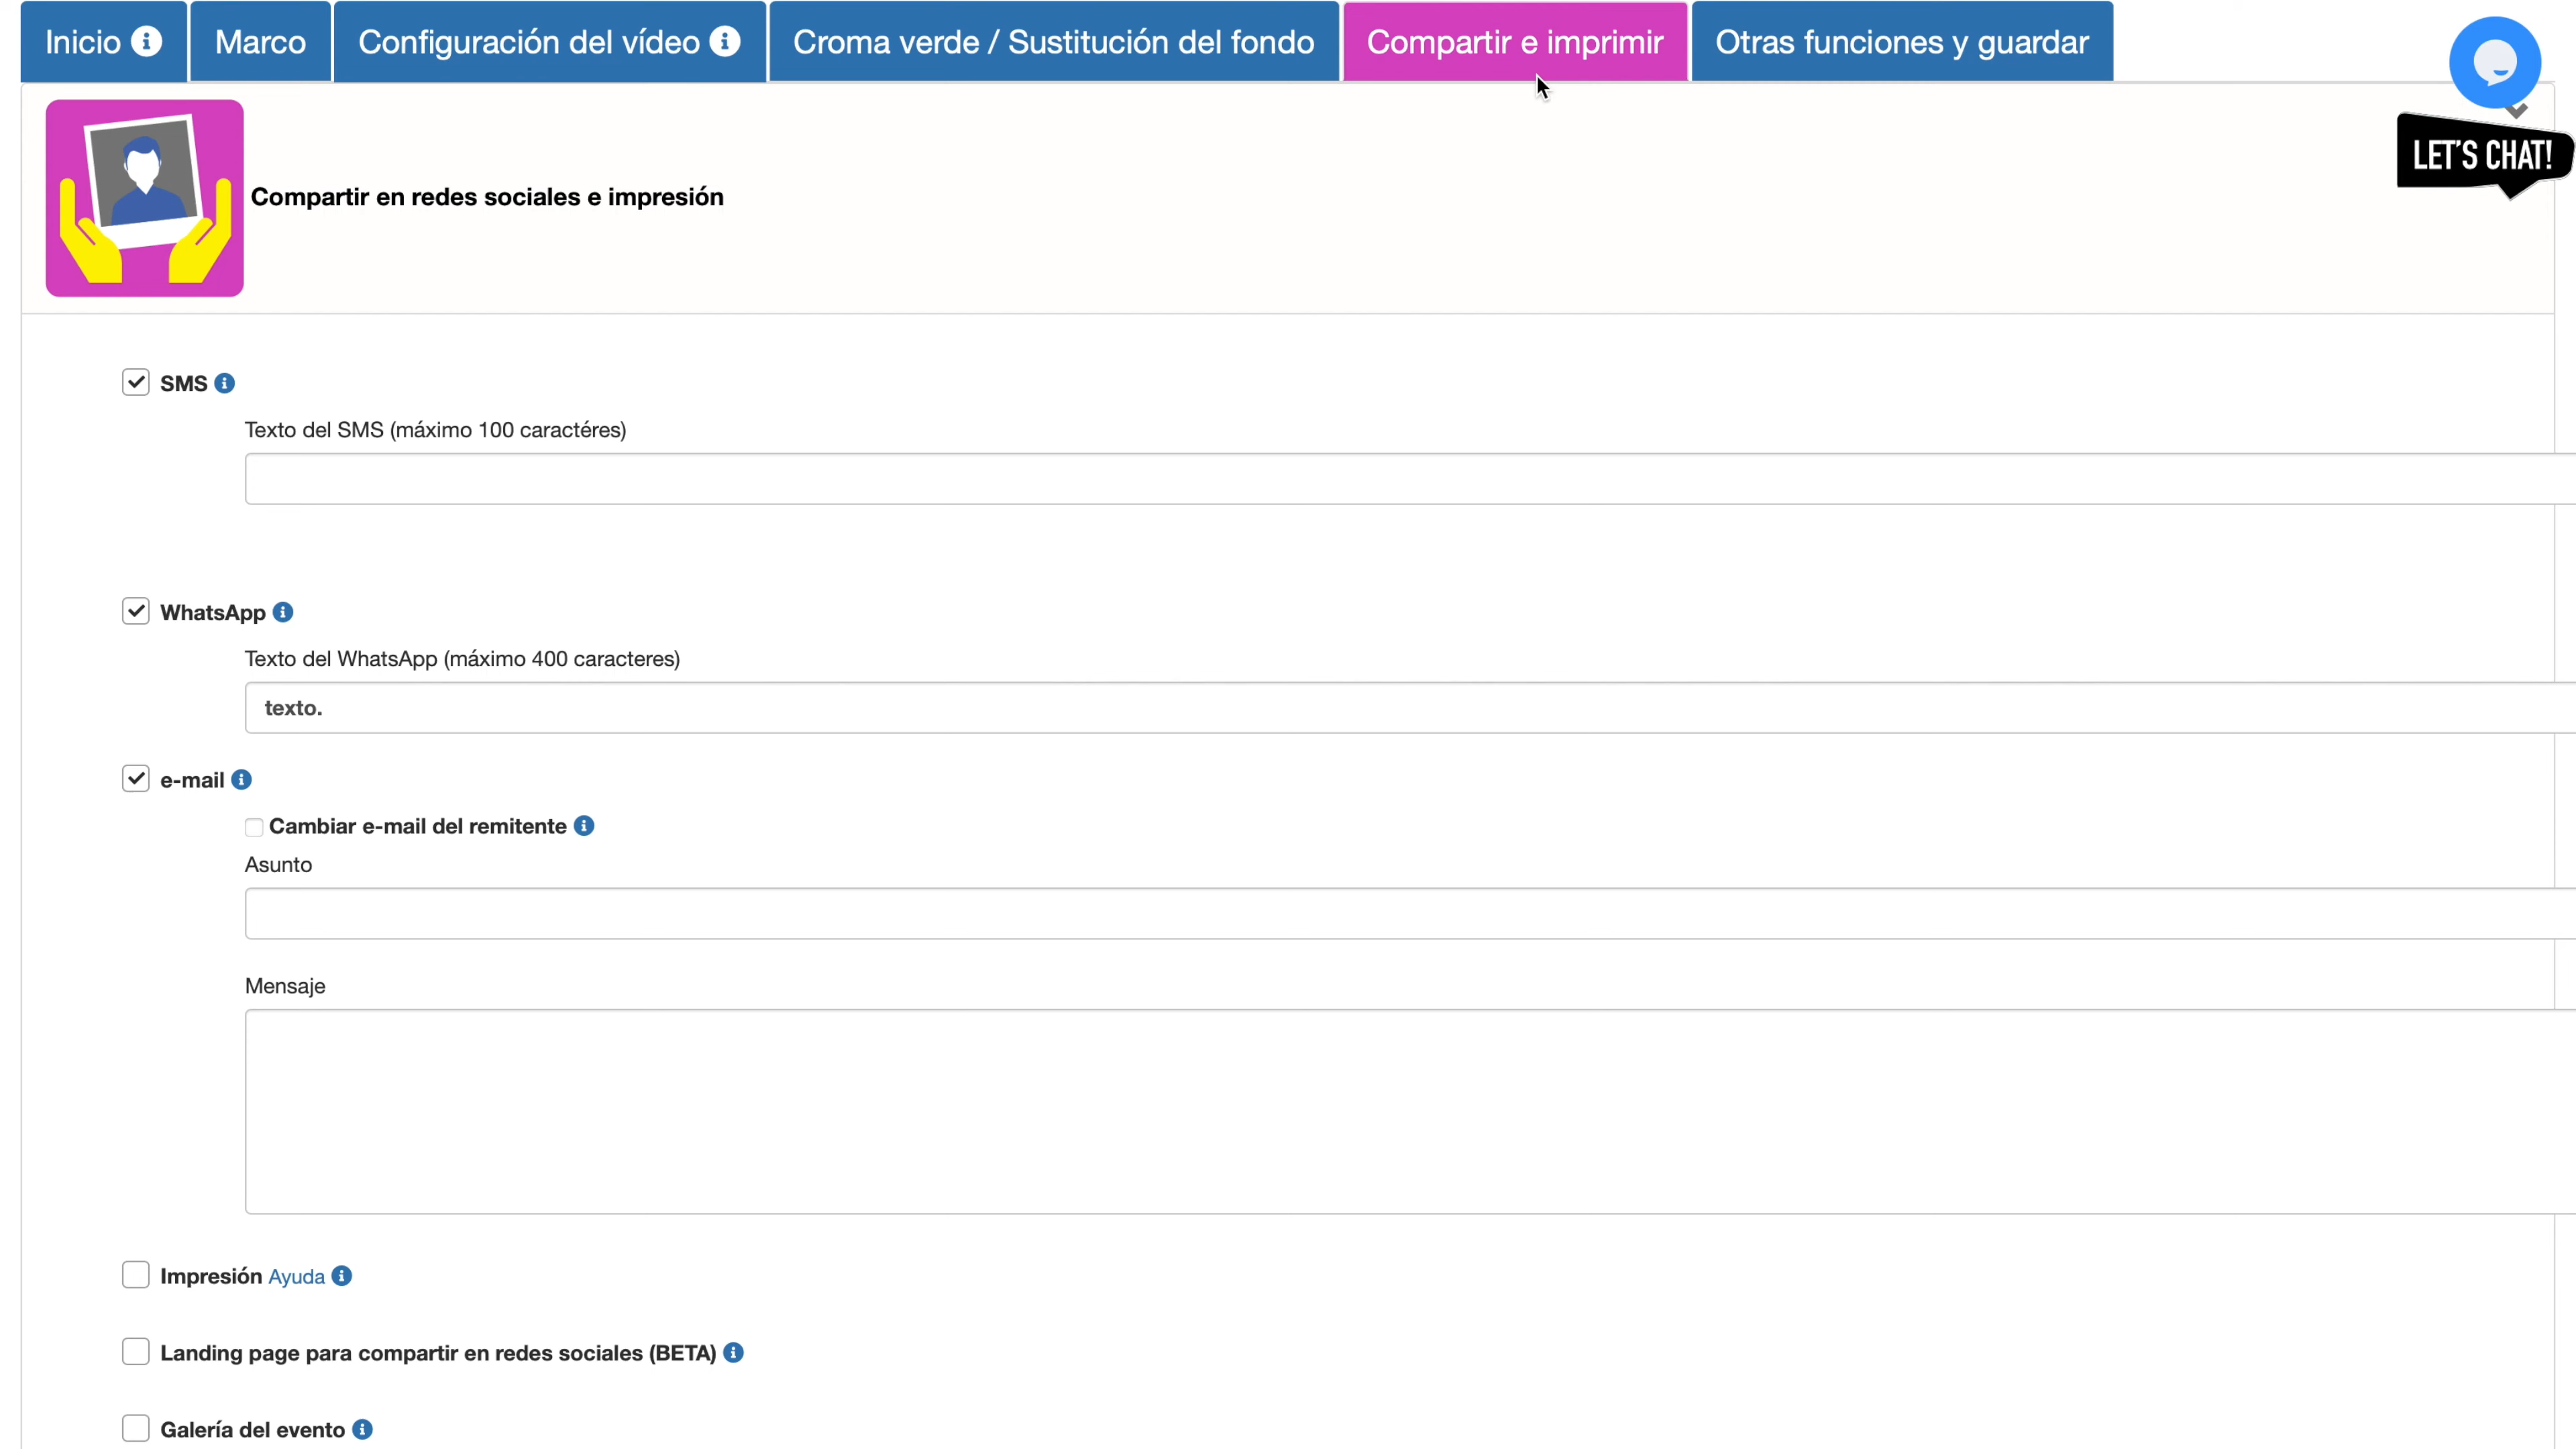 Inicio
Marco
Configuración del vídeo
Croma verde / Sustitución del fondo
Compartir e imprimir
Otras funciones y guardar
LET'S CHAT!
Compartir en redes sociales e impresión
SMS
Texto del SMS (máximo 100 caractéres)
WhatsApp
Texto del WhatsApp (máximo 400 caracteres)
texto.
e-mail
Cambiar e-mail del remitente
Asunto
Mensaje
Impresión Ayuda
Landing page para compartir en redes sociales (BETA)
Galería del evento